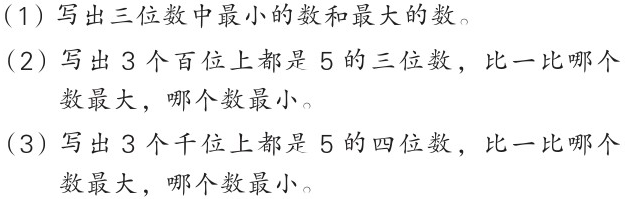 (1) 写出三位数中最小的数和最大的数。
(2) 写出 3 个百位上都是 5 的三位数，比一比哪个
数最大，哪个数最小。
(3) 写出 3 个千位上都是 5 的四位数，比一比哪个
数最大，哪个数最小。